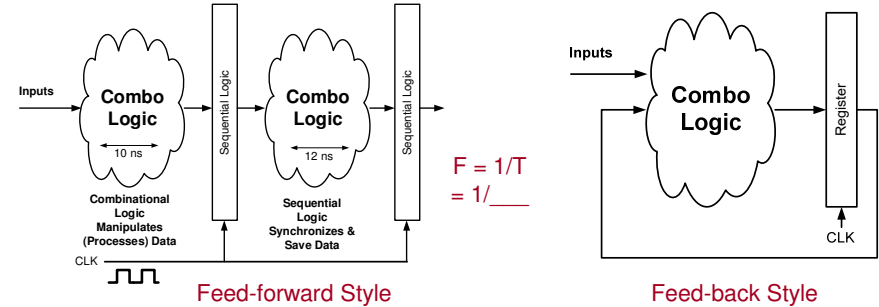 Inputs
Combo
Logic
10 ns
Sequential Logic
Combo
Logic
12 ns
Sequential Logic
Combinational
Logic
Manipulates
(Processes) Data
Sequential
Logic
Synchronizes &
Save Data
CLK
F = 1/T
= 1/___
Feed-forward Style
Inputs
Combo
Logic
Register
CLK
Feed-back Style